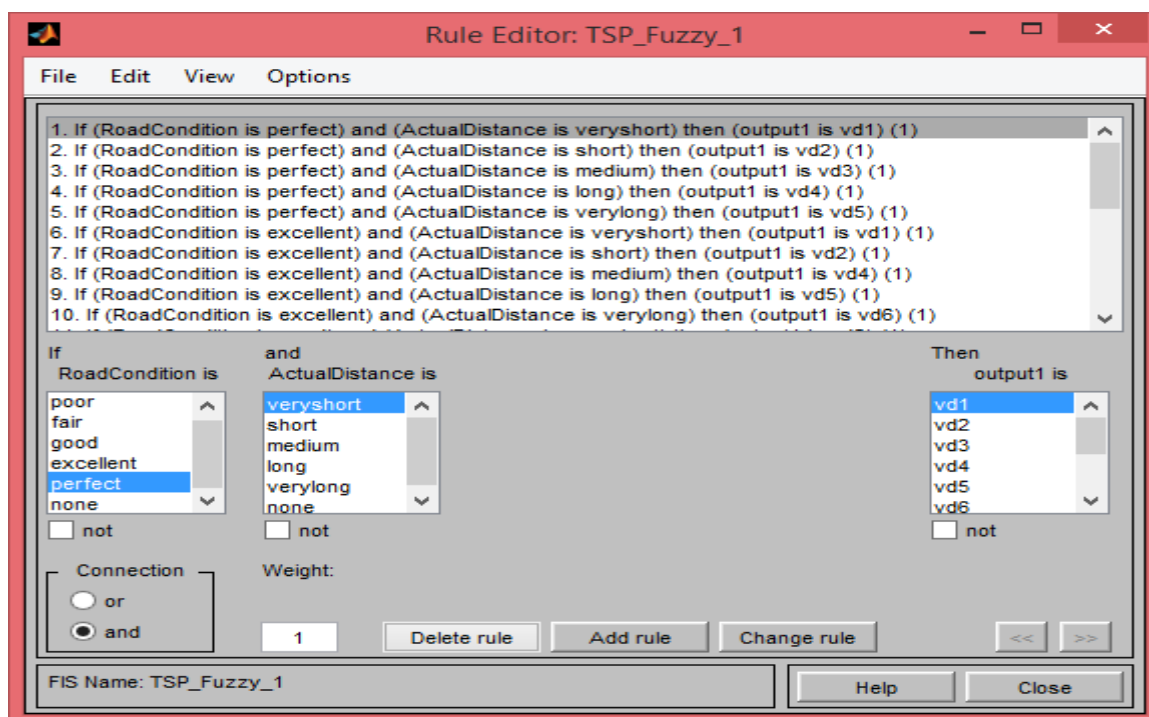 Rule Editor: TSP_Fuzzy_1
File Edit View Options
1. If (RoadCondition is perfect) and (ActualDistance is veryshort) then (output1 is vd1) (1)
2. If (RoadCondition is perfect) and (ActualDistance is short) then (output1 is vd2) (1)
3. If (RoadCondition is perfect) and (ActualDistance is medium) then (output1 is vd3) (1)
4. If (RoadCondition is perfect) and (ActualDistance is long) then (output1 is vd4) (1)
5. If (RoadCondition is perfect) and (ActualDistance is verylong) then (output1 is vd5) (1)
6. If (RoadCondition is excellent) and (ActualDistance is veryshort) then (output1 is vd1) (1)
7. If (RoadCondition is excellent) and (ActualDistance is short) then (output1 is vd2) (1)
8. If (RoadCondition is excellent) and (ActualDistance is medium) then (output1 is vd4) (1)
9. If (RoadCondition is excellent) and (ActualDistance is long) then (output1 is vd5) (1)
10. If (RoadCondition is excellent) and (ActualDistance is verylong) then (output1 is vd6) (1)
If
RoadCondition is
poor
fair
good
excellent
perfect
none
not
and
ActualDistance is
veryshort
short
medium
long
verylong
none
not
Then
output1 is
vd1
vd2
vd3
vd4
vd5
vd6
not
Connection
or
and
Weight:
1
Delete rule
Add rule
Change rule
<<
>>
FIS Name: TSP_Fuzzy_1
Help
Close